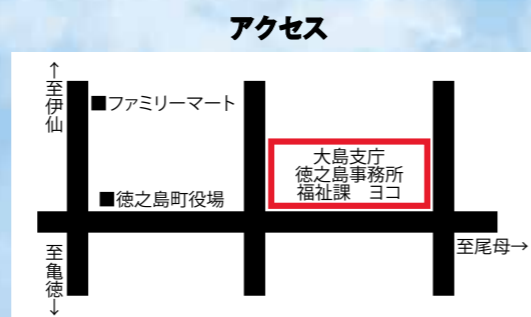 アクセス
↑至伊仙
■ファミリーマート
大島支庁
徳之島事務所
福祉課　ヨコ
■徳之島町役場
至亀徳↓
至尾母→